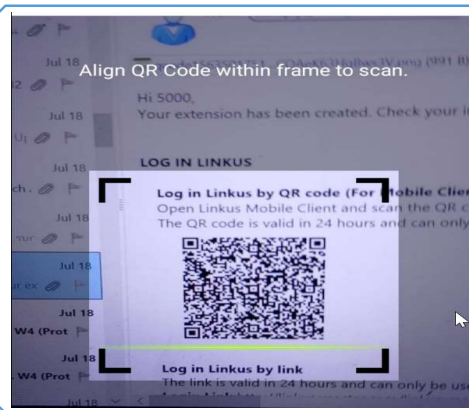 Jul 18
Align QR Code within frame to scan.
Hi 5000,
Jul 18
Your extension has been created. Check your
Jul 18
LOG IN LINKUS
Log in Linkus by QR code (For Mobile Clie
Open Linkus Mobile Client and scan the QR c
Jul 18
The QR code is valid in 24 hours and can only
Jul 18
Jul 18
W4 (Prot
Jul 18
Log in Linkus by link
W4 (Prot
The link is valid in 24 hours and can only be use
Jul 18